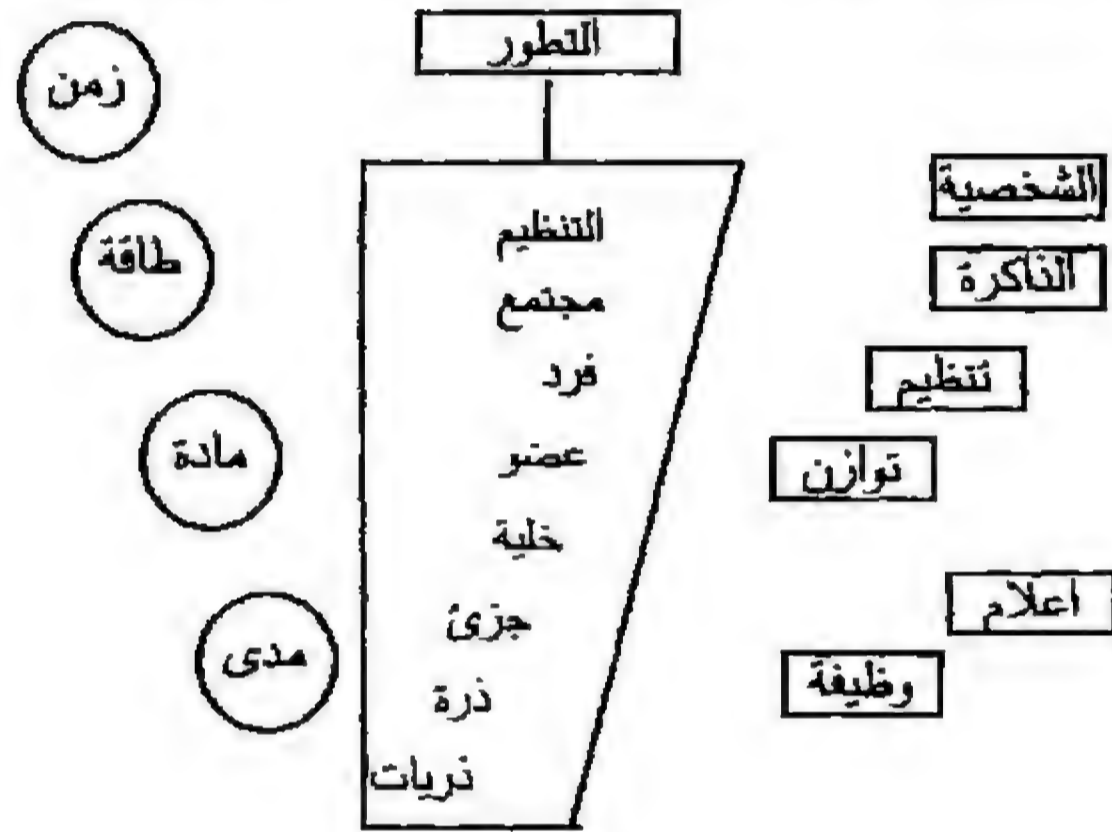 التطور
زمن
الشخصية
التنظيم
طاقة
الذاكرة
مجتمع
فرد
تنظيم
مادة
عضو
توازن
خلية
اعلام
جزئ
مدى
وظيفة
ذرة
ذريات